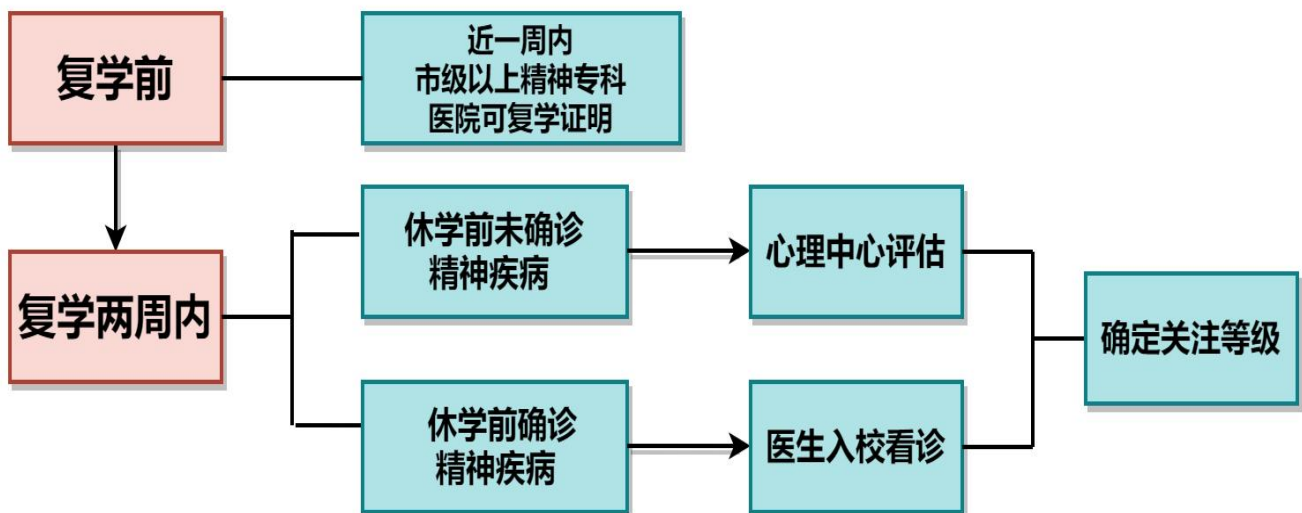 复学前
近一周内
市级以上精神专科
医院可复学证明
复学两周内
休学前未确诊
精神疾病
心理中心评估
休学前确诊
精神疾病
医生入校看诊
确定关注等级